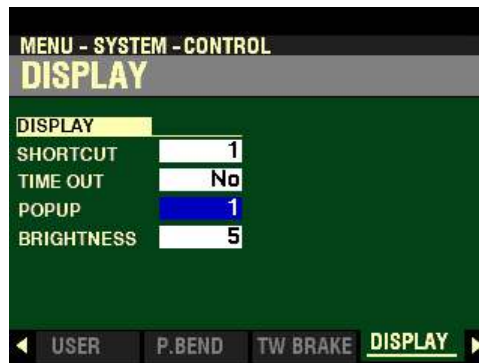 MENU - SYSTEM - CONTROL
DISPLAY
DISPLAY
SHORTCUT 1
TIME OUT No
POPUP 1
BRIGHTNESS 5
USER P.BEND TW BRAKE DISPLAY